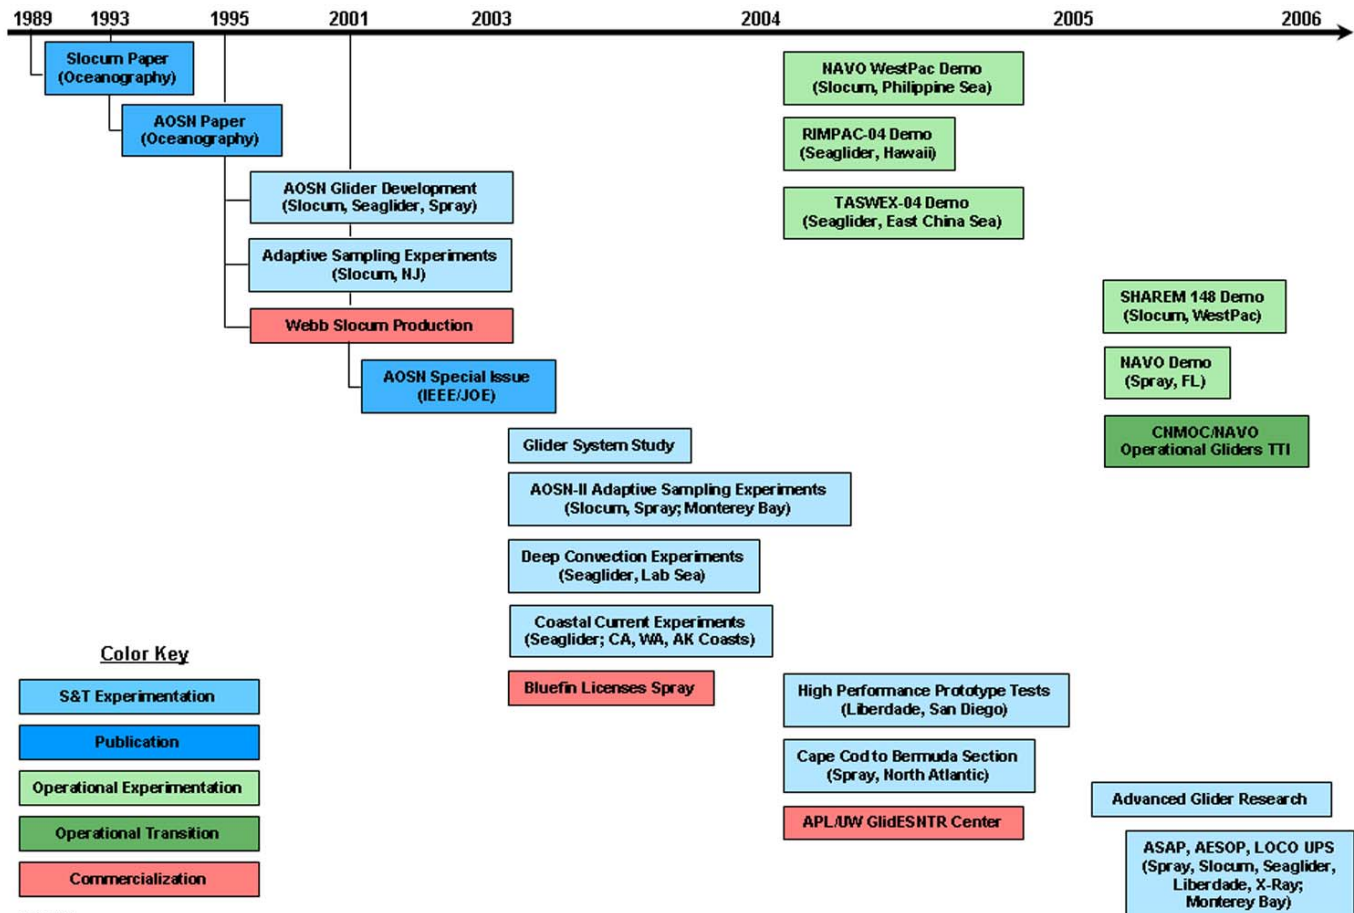 1989 1993 1995 2001 2003 2004 2005 2006
Slocum Paper
(Oceanography)
AOSN Paper
(Oceanography)
AOSN Glider Development
(Slocum, Seaglider, Spray)
Adaptive Sampling Experiments
(Slocum, NJ)
Webb Slocum Production
AOSN Special Issue
(IEEE/JOE)
Glider System Study
AOSN-II Adaptive Sampling Experiments
(Slocum, Spray; Monterey Bay)
Deep Convection Experiments
(Seaglider, Lab Sea)
Coastal Current Experiments
(Seaglider; CA, WA, AK Coasts)
Bluefin Licenses Spray
NAVO WestPac Demo
(Slocum, Philippine Sea)
RIMPAC-04 Demo
(Seaglider, Hawaii)
TASWEX-04 Demo
(Seaglider, East China Sea)
High Performance Prototype Tests
(Liberdade, San Diego)
Cape Cod to Bermuda Section
(Spray, North Atlantic)
APL/UW GlidESNTR Center
SHAREM 148 Demo
(Slocum, WestPac)
NAVO Demo
(Spray, FL)
CNMOC/NAVO
Operational Gliders TTI
Advanced Glider Research
ASAP, AESOP, LOCO UPS
(Spray, Slocum, Seaglider,
Liberdade, X-Ray;
Monterey Bay)
Color Key
S&T Experimentation
Publication
Operational Experimentation
Operational Transition
Commercialization